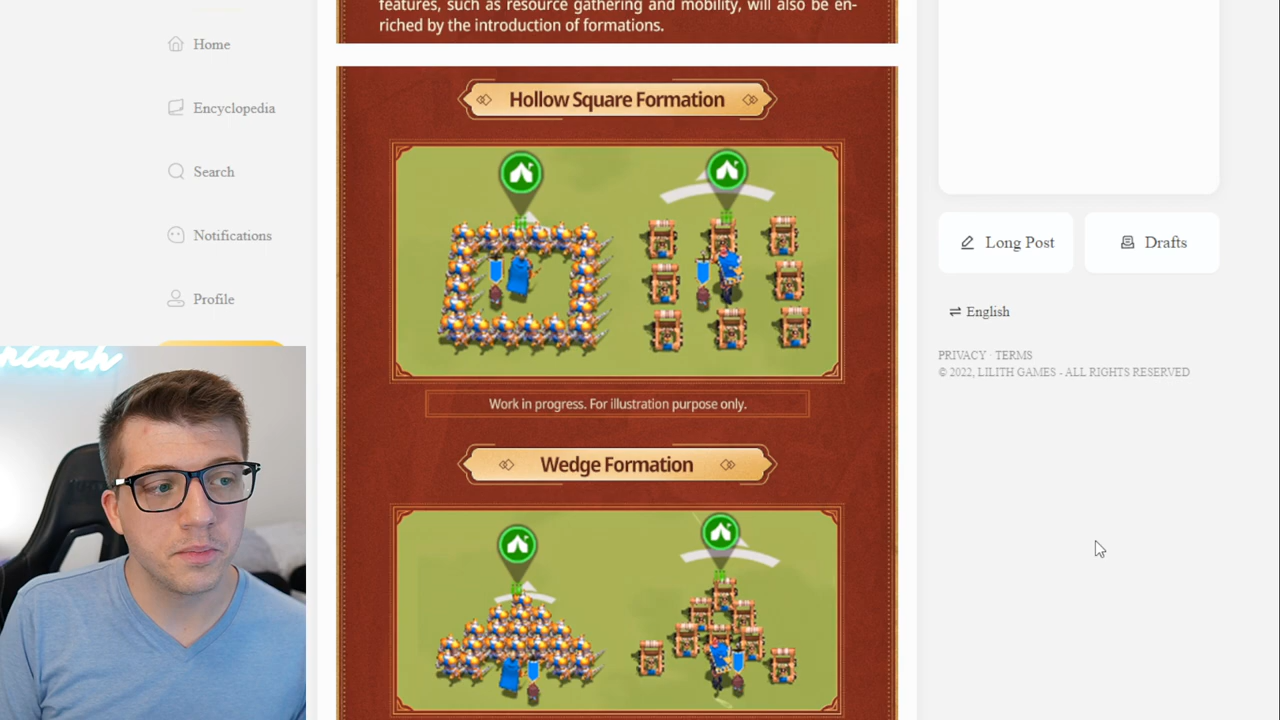 features, such as resource gathering and mobility, will also be en-
riched by the introduction of formations.
Home
Encyclopedia
Search
Notifications
Profile
Hollow Square Formation
Work in progress. For illustration purpose only.
Wedge Formation
Long Post
Drafts
English
PRIVACY · TERMS
© 2022, LILITH GAMES - ALL RIGHTS RESERVED